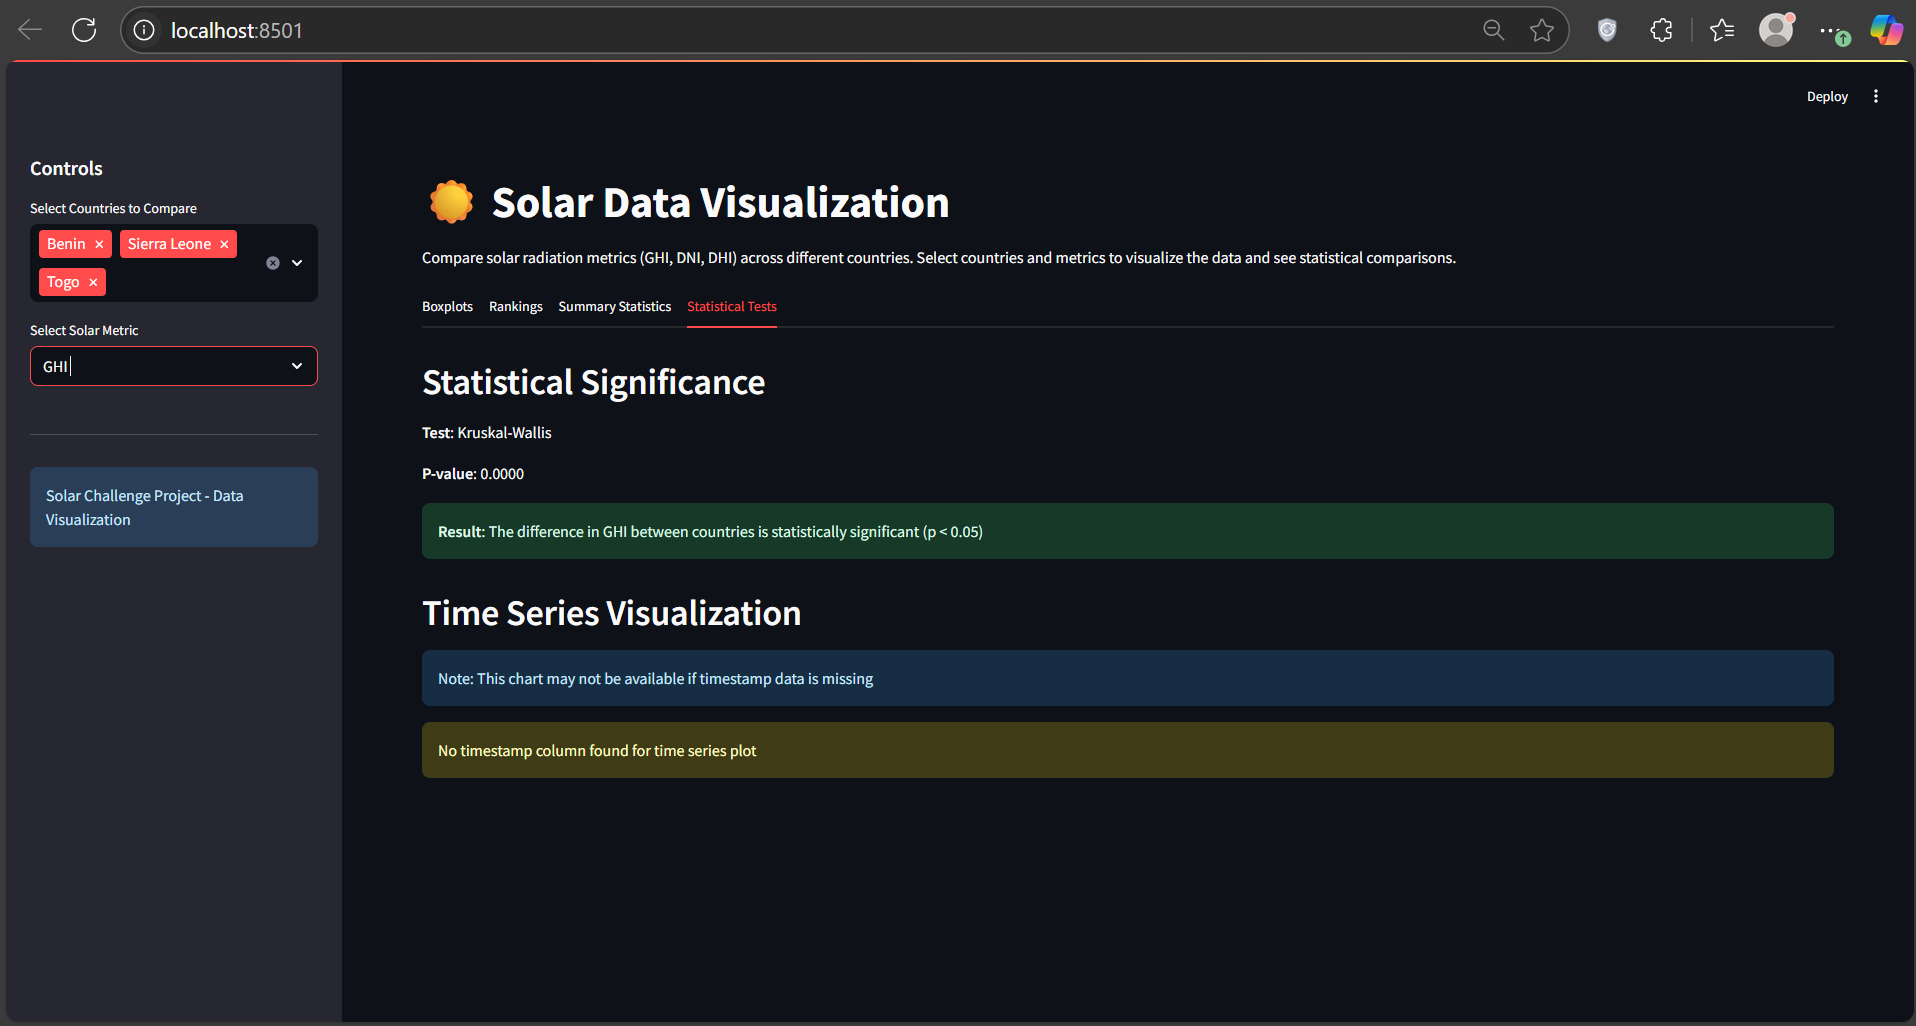 localhost:8501
Deploy
Controls
Select Countries to Compare
Benin × Sierra Leone ×
Togo ×
Select Solar Metric
GHI
Solar Challenge Project - Data
Visualization
Solar Data Visualization
Compare solar radiation metrics (GHI, DNI, DHI) across different countries. Select countries and metrics to visualize the data and see statistical comparisons.
Boxplots Rankings Summary Statistics Statistical Tests
Statistical Significance
Test: Kruskal-Wallis
P-value: 0.0000
Result: The difference in GHI between countries is statistically significant (p < 0.05)
Time Series Visualization
Note: This chart may not be available if timestamp data is missing
No timestamp column found for time series plot